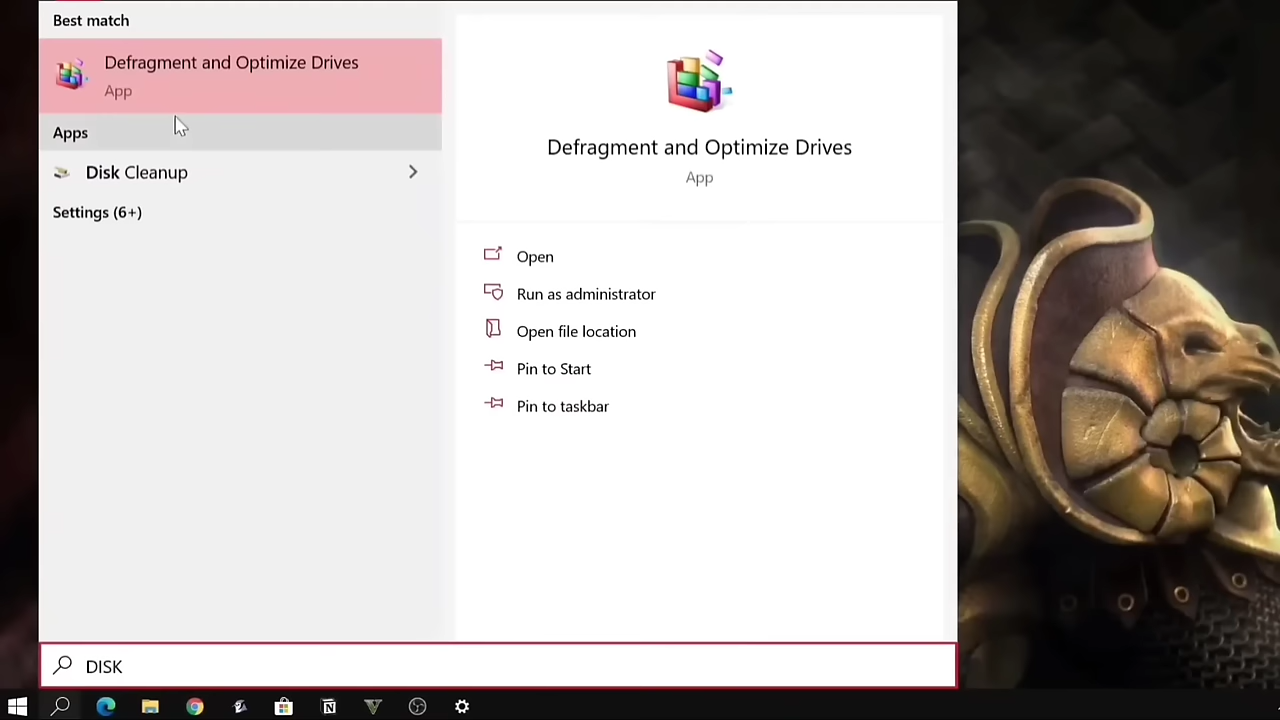 Best match
Defragment and Optimize Drives
App
Apps
Disk Cleanup
Settings (6+)
Defragment and Optimize Drives
App
Open
Run as administrator
Open file location
Pin to Start
Pin to taskbar
DISK